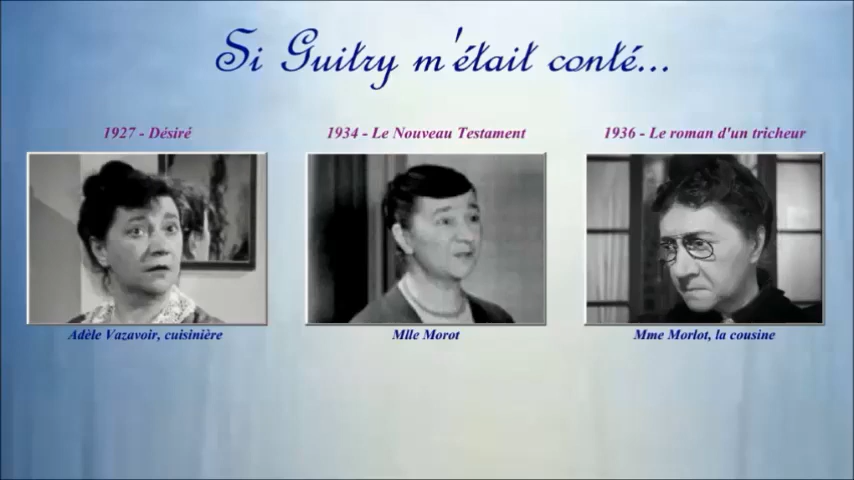 Si Guitry m'était conté...
1927 - Désiré
1934 - Le Nouveau Testament
1936 - Le roman d'un tricheur
Adèle Vazavoir, cuisinière
Mlle Morot
Mme Morlot, la cousine